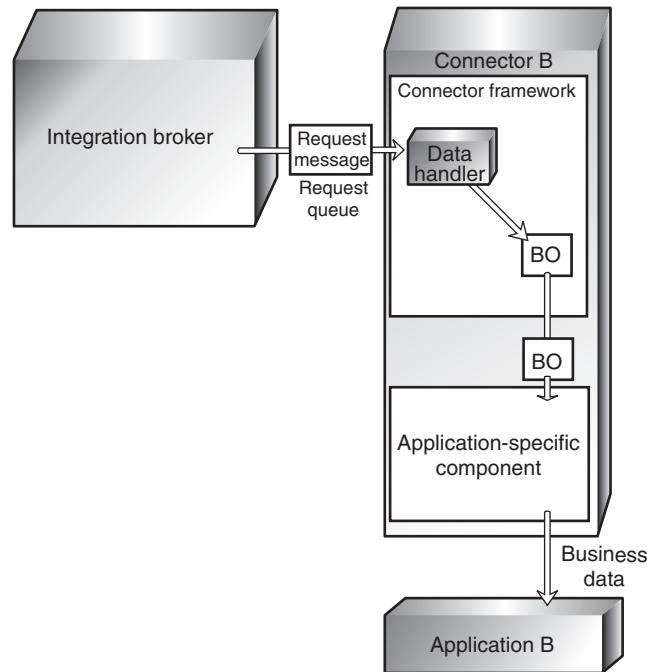 Connector B
Connector framework
Integration broker
Request
message
Request
queue
Data
handler
BO
BO
Application-specific
component
Business
data
Application B